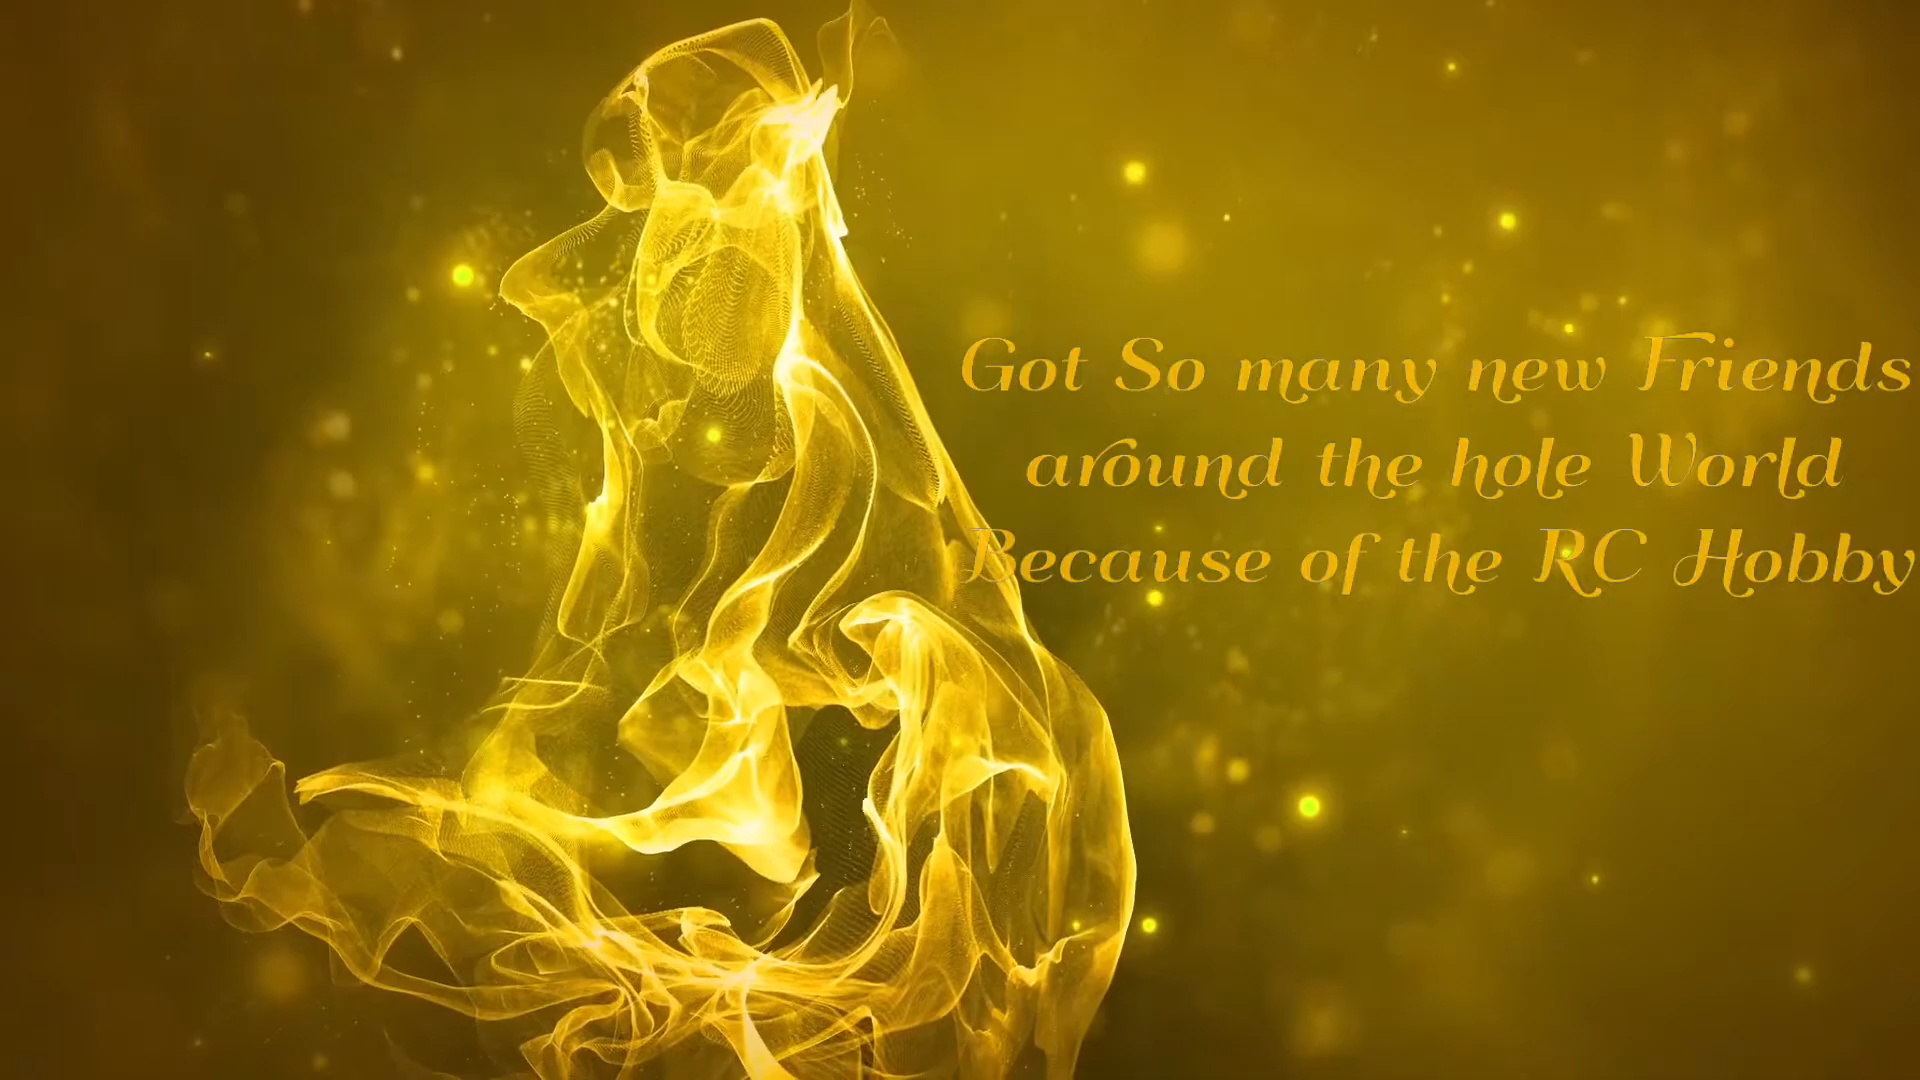 Got So many new Friends
around the hole World
Because of the RC Hobby